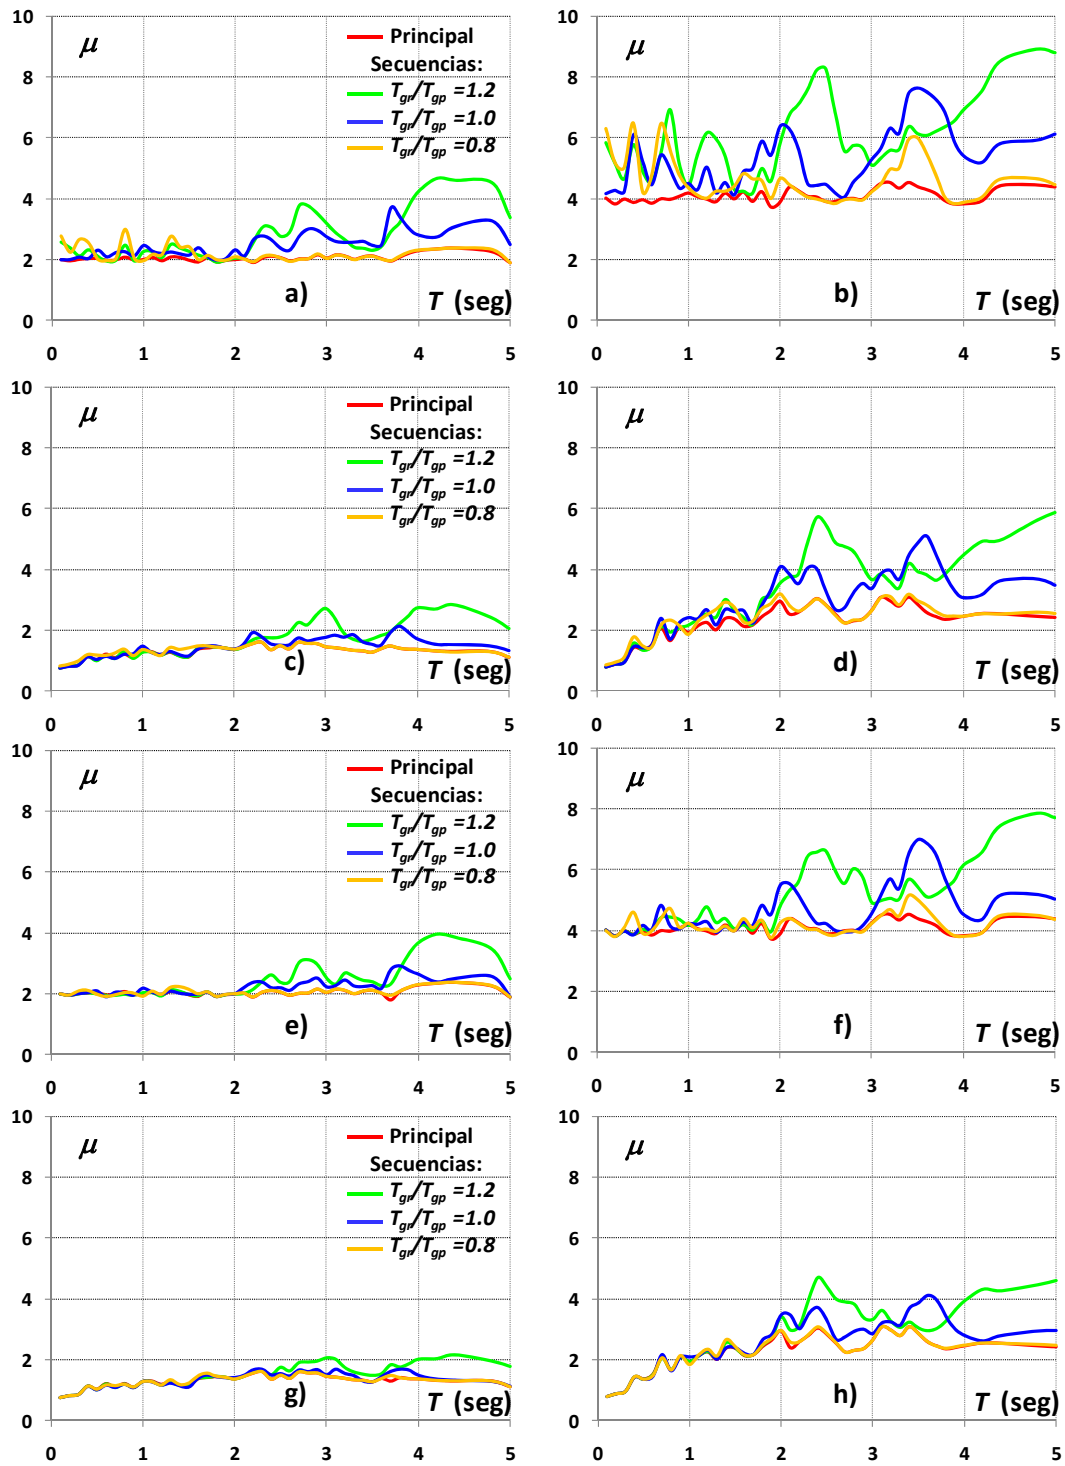 10
8
6
4
2
0
μ
Principal
Secuencias:
Tgr/Tgp =1.2
Tgr/Tgp =1.0
Tgr/Tgp =0.8
a)
T (seg)
0 1 2 3 4 5
10
8
6
4
2
0
μ
b)
T (seg)
0 1 2 3 4 5
10
8
6
4
2
0
μ
Principal
Secuencias:
Tgr/Tgp =1.2
Tgr/Tgp =1.0
Tgr/Tgp =0.8
c)
T (seg)
0 1 2 3 4 5
10
8
6
4
2
0
μ
d)
T (seg)
0 1 2 3 4 5
10
8
6
4
2
0
μ
Principal
Secuencias:
Tgr/Tgp =1.2
Tgr/Tgp =1.0
Tgr/Tgp =0.8
e)
T (seg)
0 1 2 3 4 5
10
8
6
4
2
0
μ
f)
T (seg)
0 1 2 3 4 5
10
8
6
4
2
0
μ
Principal
Secuencias:
Tgr/Tgp =1.2
Tgr/Tgp =1.0
Tgr/Tgp =0.8
g)
T (seg)
0 1 2 3 4 5
10
8
6
4
2
0
μ
h)
T (seg)
0 1 2 3 4 5